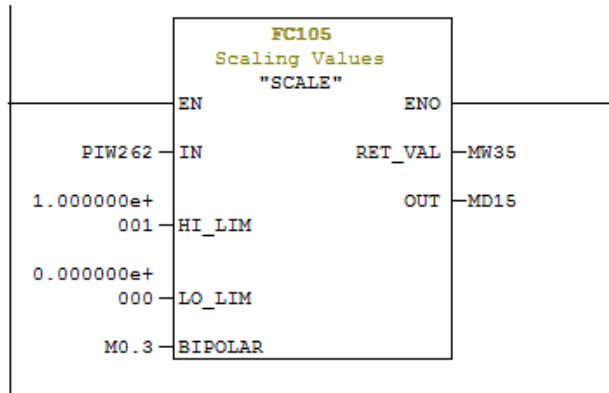 FC105
Scaling Values
"SCALE"
EN ENO
PIW262 IN RET_VAL MW35
1.000000e+ OUT MD15
001 HI_LIM
0.000000e+
000 LO_LIM
M0.3 BIPOLAR